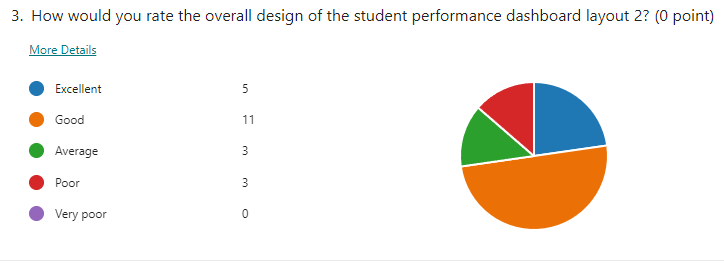 3. How would you rate the overall design of the student performance dashboard layout 2? (0 point)
More Details
Excellent 5
Good 11
Average 3
Poor 3
Very poor 0